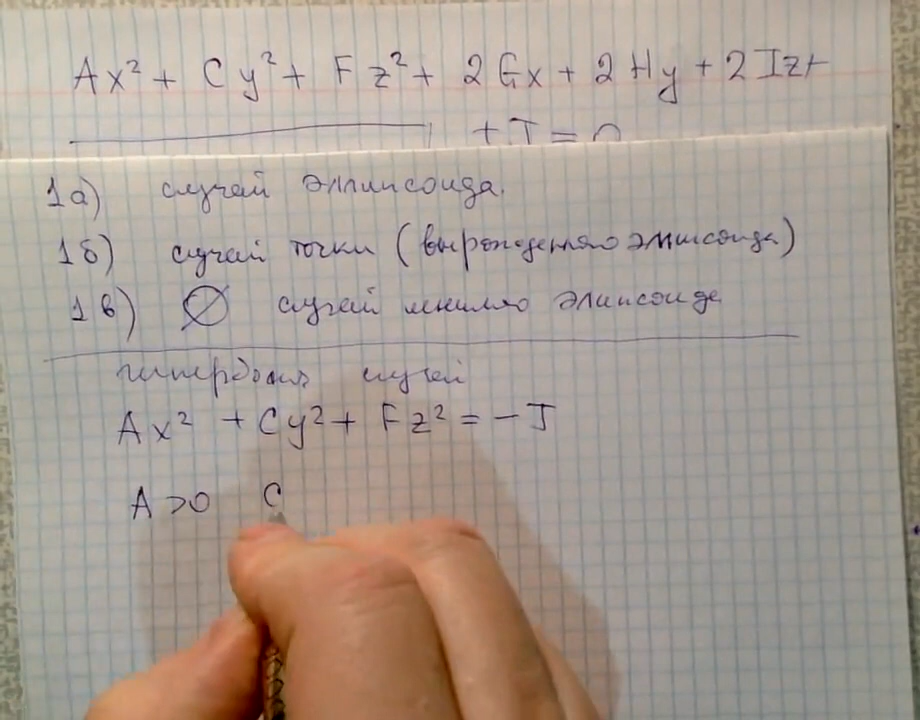 Ax² + Cy² + Fz² + 2Gx + 2Hy + 2Iz +
+ J = 0
1а) случай эллипсоида.
1б) случай точки (вырожденного эллипсоида)
1в) ∅ случай мнимого эллипсоида
случай
Ax² + Cy² + Fz² = - J
A > 0 C